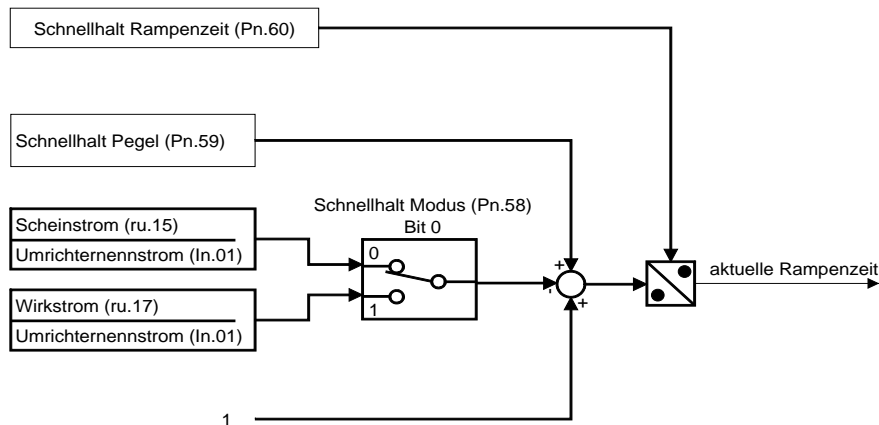 Schnellhalt Rampenzeit (Pn.60)
Schnellhalt Pegel (Pn.59)
Schnellhalt Modus (Pn.58)
Bit 0
Scheinstrom (ru.15)
Umrichternennstrom (In.01)
0
+
aktuelle Rampenzeit
-
+
Wirkstrom (ru.17)
Umrichternennstrom (In.01)
1
1